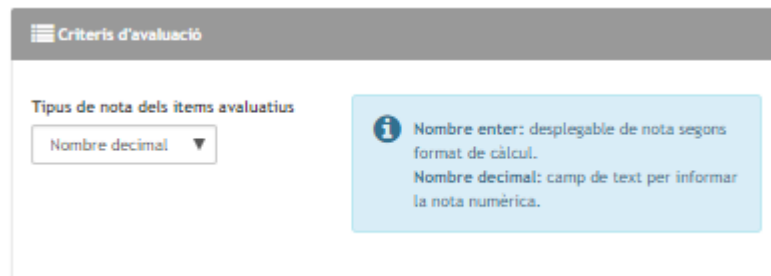 Criteris d'avaluació
Tipus de nota dels ítems avaluatius
Nombre decimal
Nombre enter: desplegable de nota segons
format de càlcul.
Nombre decimal: camp de text per informar
la nota numèrica.